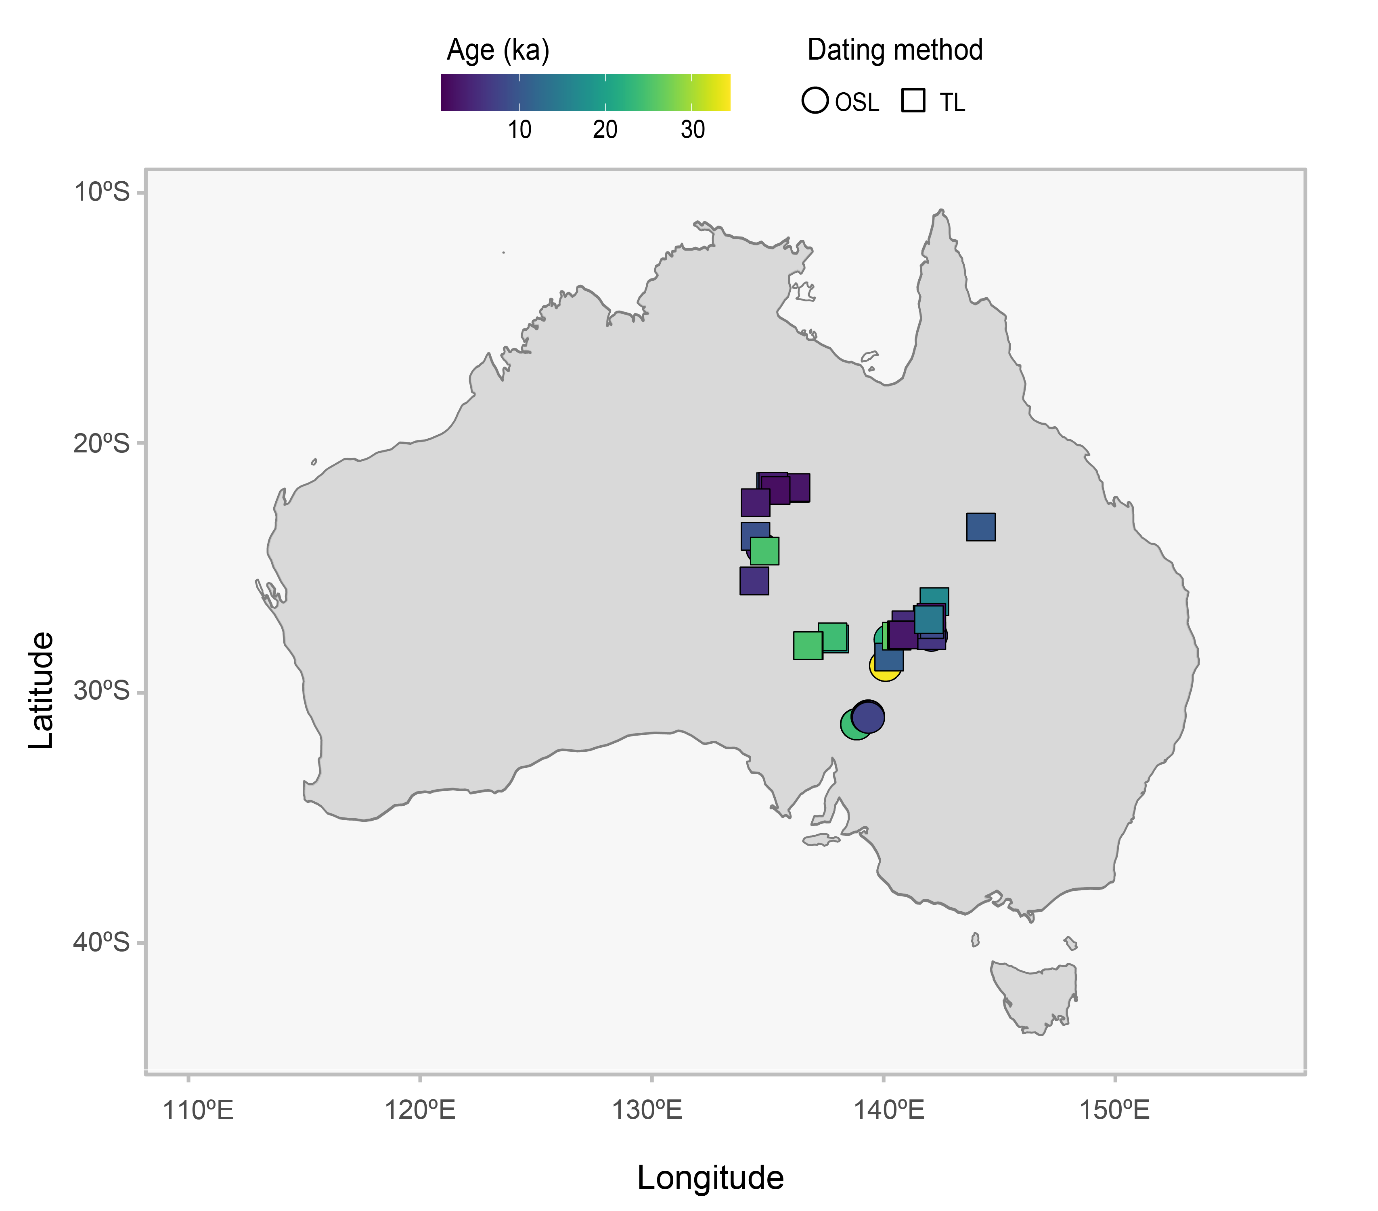 Age (ka)
10 20 30
Dating method
OSL TL
10ºS
20ºS
30ºS
40ºS
Latitude
110ºE 120ºE 130ºE 140ºE 150ºE
Longitude